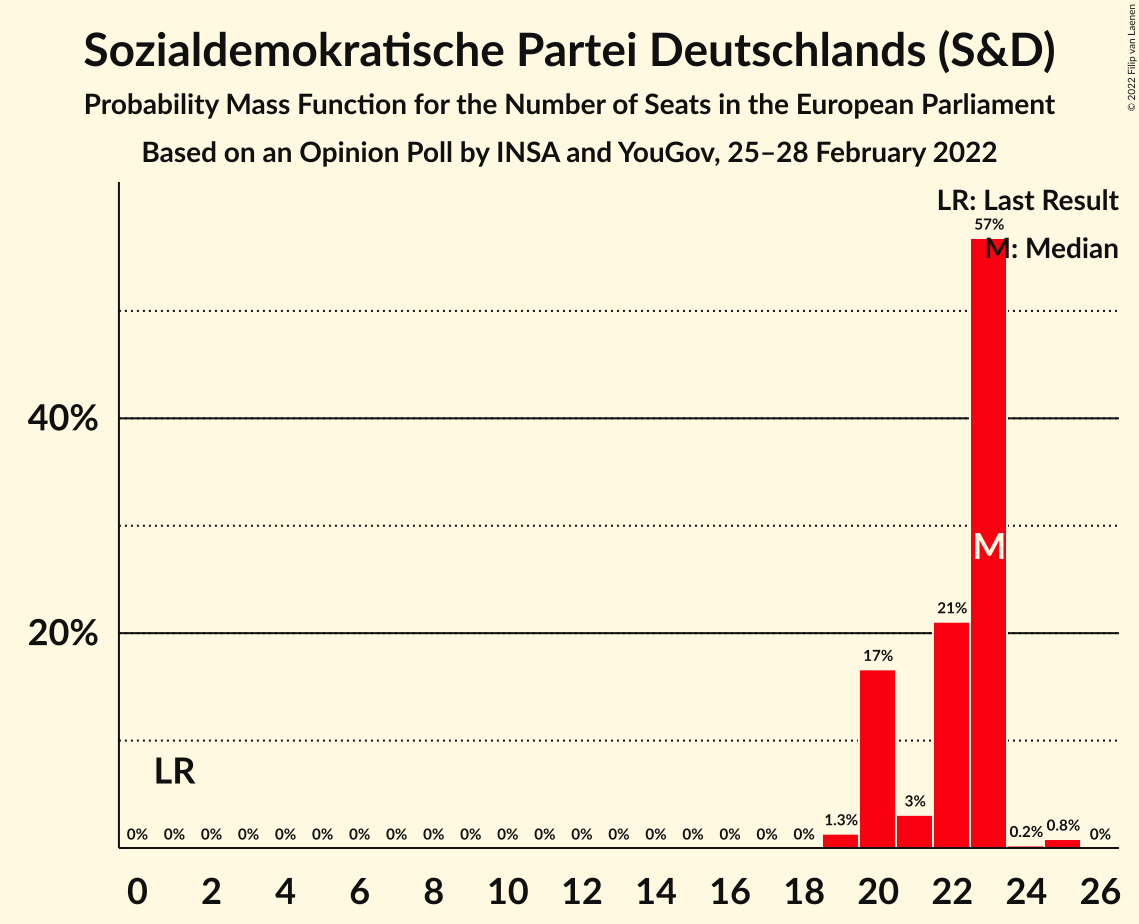 Sozialdemokratische Partei Deutschlands (S&D)
Probability Mass Function for the Number of Seats in the European Parliament
Based on an Opinion Poll by INSA and YouGov, 25–28 February 2022
© 2022 Filip van Laenen
LR: Last Result
M: Median
57%
40%
M
21%
20%
17%
LR
0% 0% 0% 0% 0% 0% 0% 0% 0% 0% 0% 0% 0% 0% 0% 0% 0% 0% 0% 1.3% 3% 0.2% 0.8% 0%
0 2 4 6 8 10 12 14 16 18 20 22 24 26